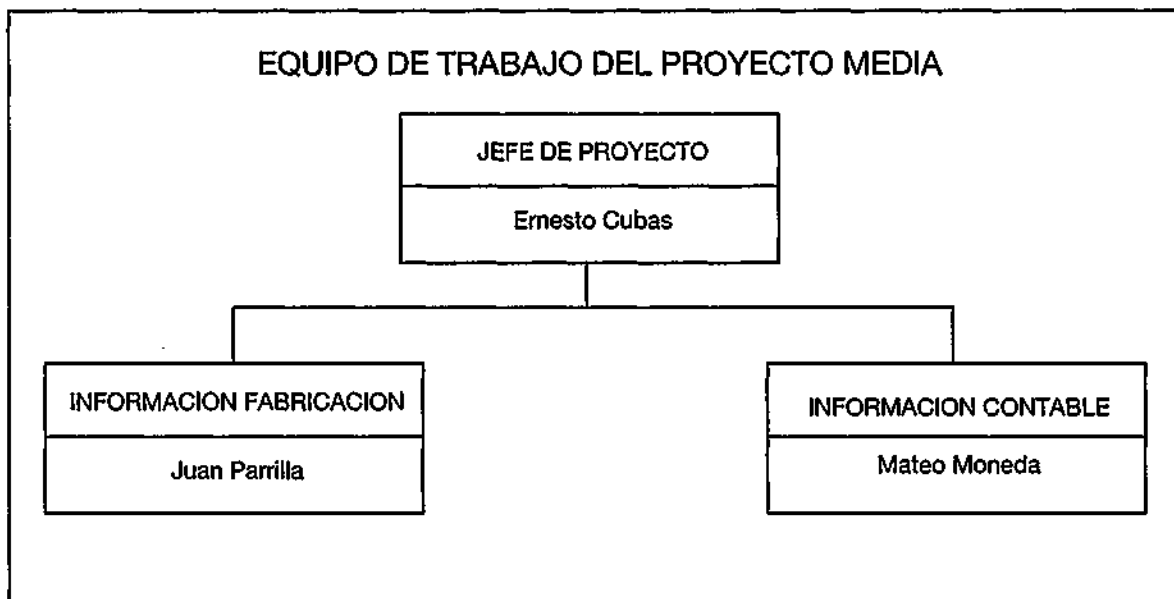 EQUIPO DE TRABAJO DEL PROYECTO MEDIA
JEFE DE PROYECTO
Ernesto Cubas
INFORMACION FABRICACION
Juan Parrilla
INFORMACION CONTABLE
Mateo Moneda